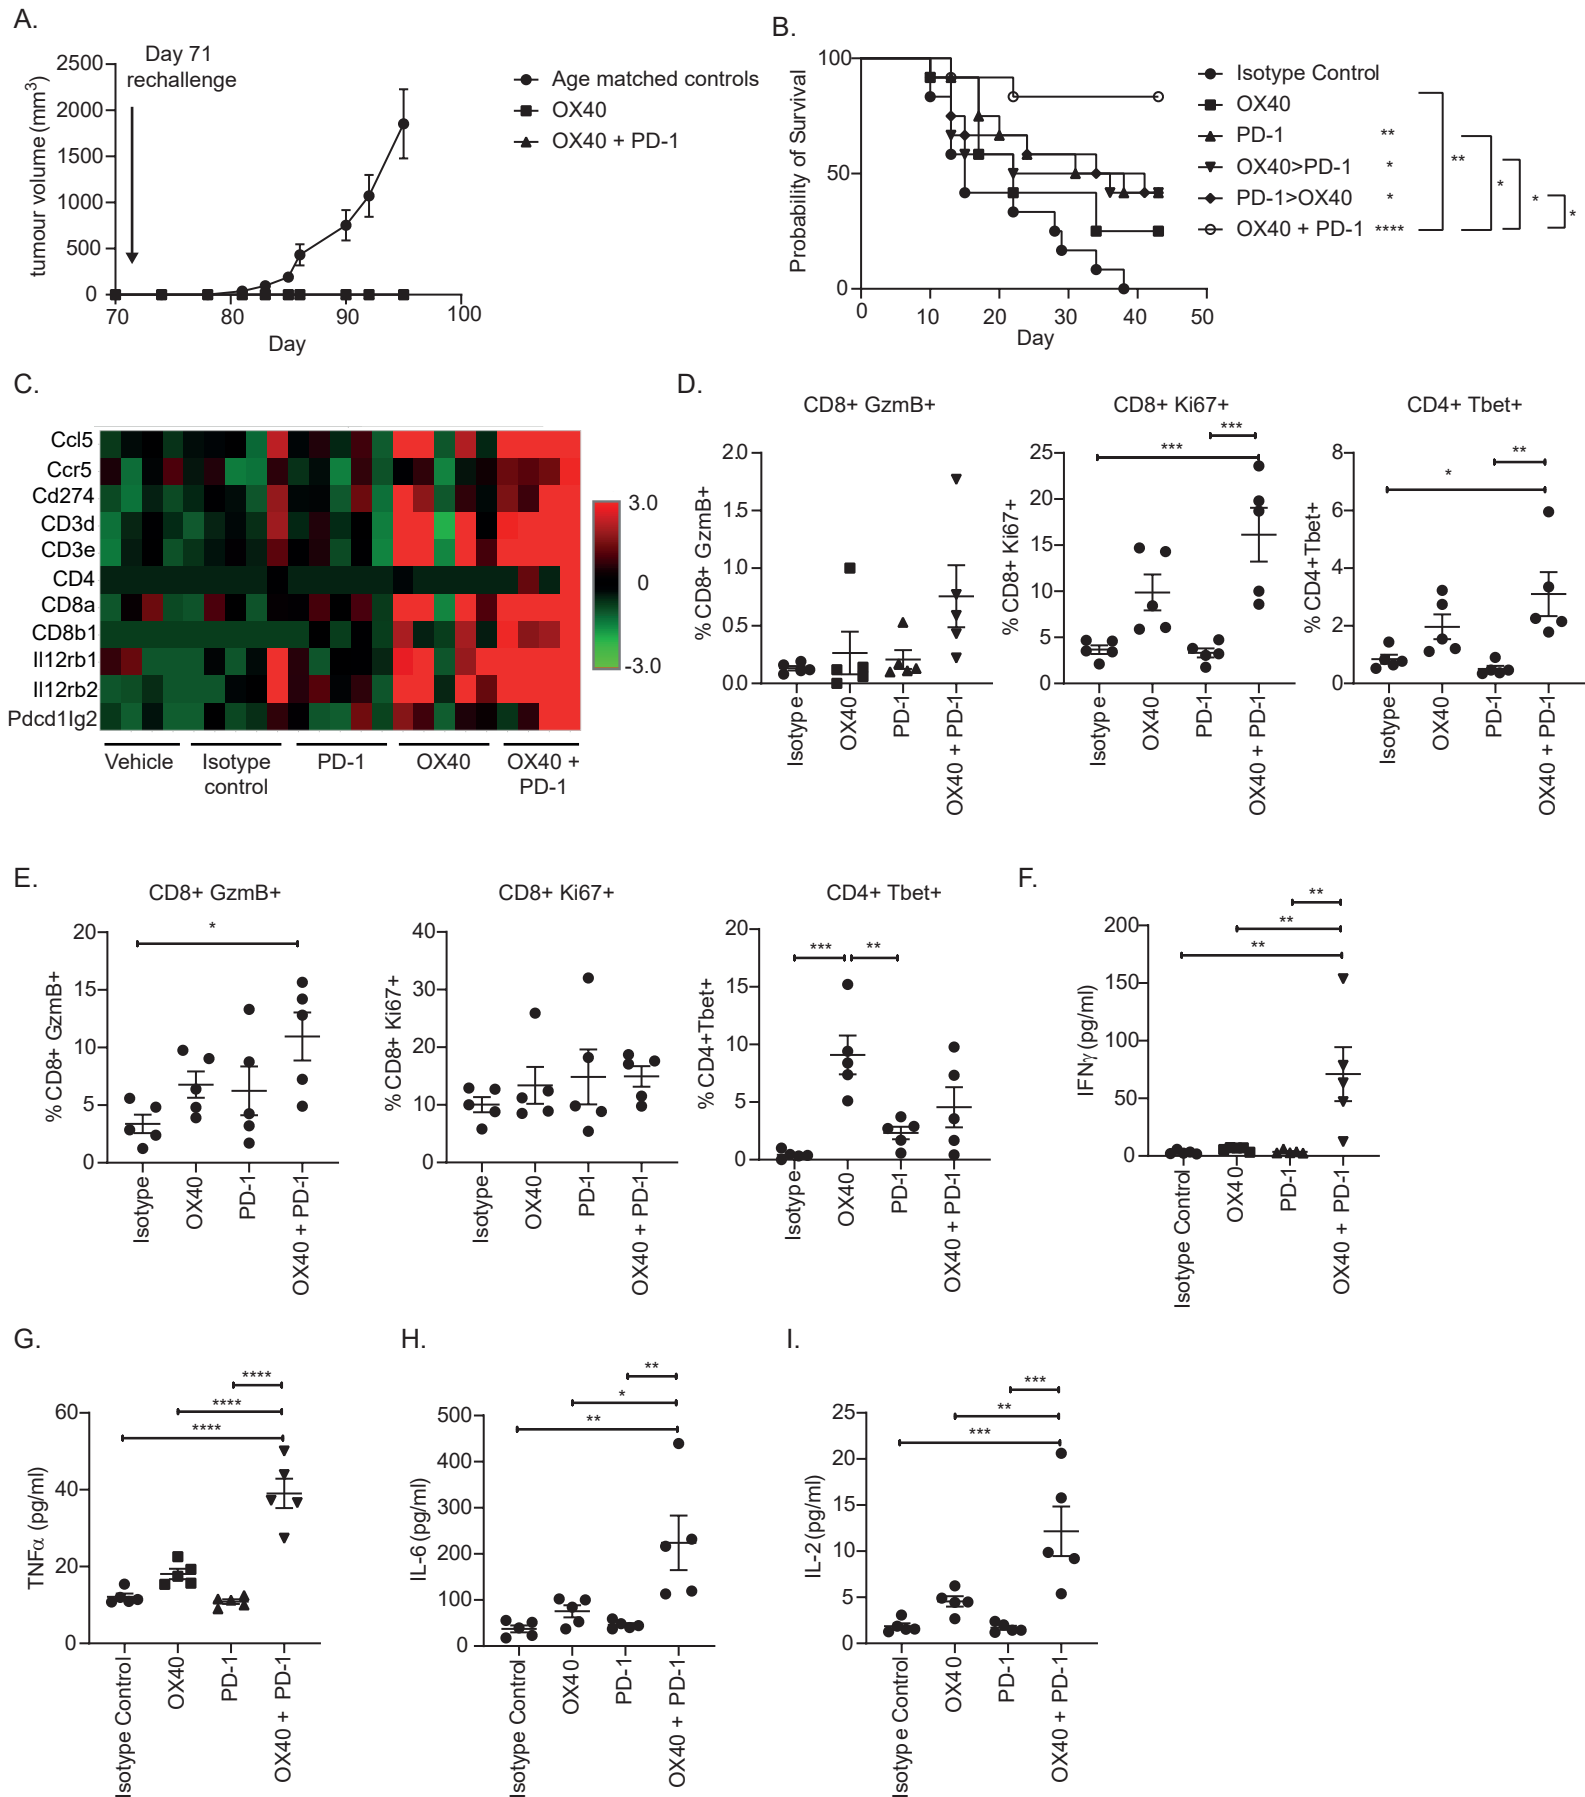 A.
Day 71
rechallenge
tumour volume (mm³)
2500
2000
1500
1000
500
0
70
80
90
100
Day
Age matched controls
OX40
OX40 + PD-1
B.
Probability of Survival
100
50
0
0
10
20
30
40
50
Day
Isotype Control
OX40
PD-1 **
OX40>PD-1 *
PD-1>OX40 *
OX40 + PD-1 ****
**
*
*
*
C.
Ccl5
Ccr5
Cd274
CD3d
CD3e
CD4
CD8a
CD8b1
Il12rb1
Il12rb2
Pdcd1lg2
Vehicle
Isotype
control
PD-1
OX40
OX40 +
PD-1
3.0
0
-3.0
D.
CD8+ GzmB+
% CD8+ GzmB+
2.0
1.5
1.0
0.5
0.0
Isotype
OX40
PD-1
OX40 + PD-1
CD8+ Ki67+
% CD8+ Ki67+
25
20
15
10
5
0
***
***
Isotype
OX40
PD-1
OX40 + PD-1
CD4+ Tbet+
% CD4+Tbet+
8
6
4
2
0
**
*
Isotype
OX40
PD-1
OX40 + PD-1
E.
CD8+ GzmB+
% CD8+ GzmB+
20
15
10
5
0
*
Isotype
OX40
PD-1
OX40 + PD-1
CD8+ Ki67+
% CD8+ Ki67+
40
30
20
10
0
Isotype
OX40
PD-1
OX40 + PD-1
CD4+ Tbet+
% CD4+Tbet+
20
15
10
5
0
***
**
Isotype
OX40
PD-1
OX40 + PD-1
F.
IFNγ (pg/ml)
200
150
100
50
0
**
**
**
Isotype Control
OX40
PD-1
OX40 + PD-1
G.
TNFα (pg/ml)
60
40
20
0
****
****
****
Isotype Control
OX40
PD-1
OX40 + PD-1
H.
IL-6 (pg/ml)
500
400
300
200
100
0
**
*
**
Isotype Control
OX40
PD-1
OX40 + PD-1
I.
IL-2 (pg/ml)
25
20
15
10
5
0
***
**
***
Isotype Control
OX40
PD-1
OX40 + PD-1